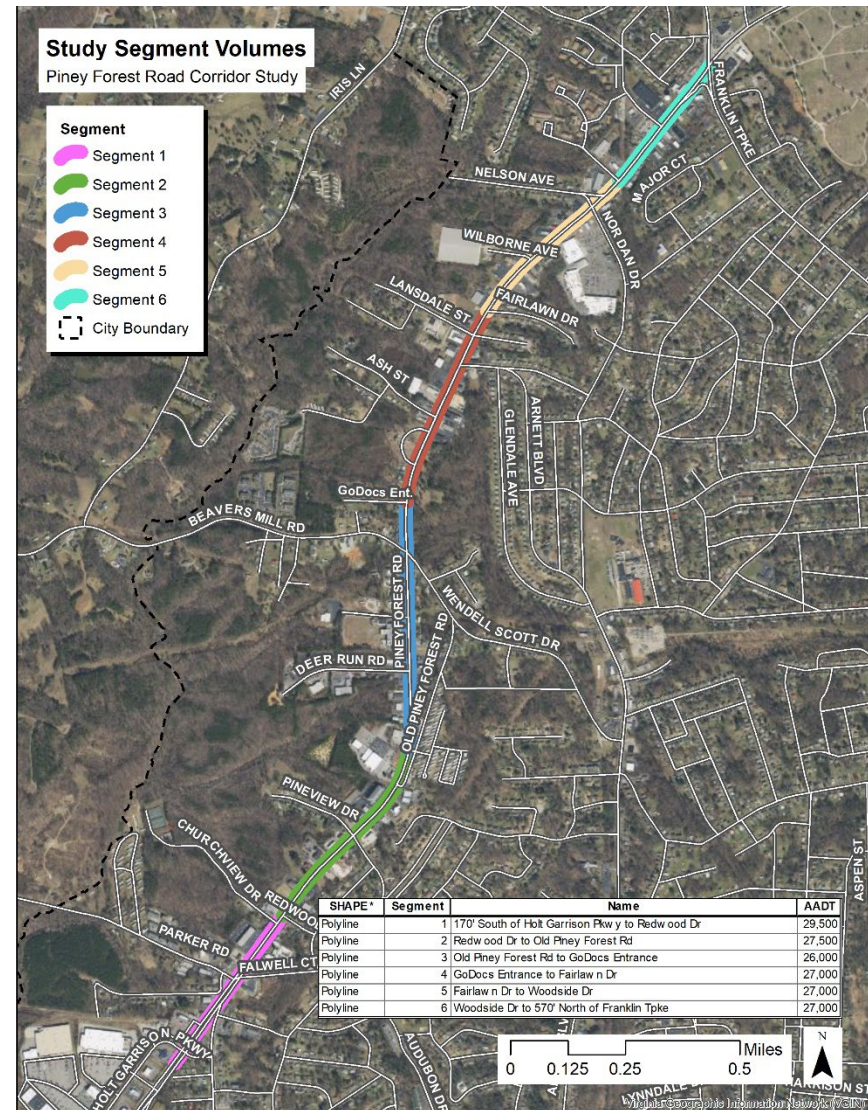 Study Segment Volumes
Piney Forest Road Corridor Study
Segment
Segment 1
Segment 2
Segment 3
Segment 4
Segment 5
Segment 6
City Boundary
IRIS LN
FRANKLIN TPKE
MAJOR CT
NELSON AVE
NOR DAN DR
WILBORNE AVE
LANSDALE ST
FAIRLAWN DR
ASH ST
ARNETT BLVD
GLENDALE AVE
GoDocs Ent.
BEAVERS MILL RD
PINEY FOREST RD
WENDELL SCOTT DR
DEER RUN RD
OLD PINEY FOREST RD
PINEVIEW DR
CHURCHVIEW DR
REDWOOD
ASPEN ST
PARKER RD
FALWELL CT
HOLT GARRISON PKWY
SHAPE * Segment Name AADT
Polyline 1 170' South of Holt Garrison Pkwy to Redwood Dr 29,500
Polyline 2 Redwood Dr to Old Piney Forest Rd 27,500
Polyline 3 Old Piney Forest Rd to GoDocs Entrance 26,000
Polyline 4 GoDocs Entrance to Fairlawn Dr 27,000
Polyline 5 Fairlawn Dr to Woodside Dr 27,000
Polyline 6 Woodside Dr to 570' North of Franklin Tpke 27,000
AUDUBON DR
Miles
0 0.125 0.25 0.5
N
Virginia Geographic Information Network (VGIN)